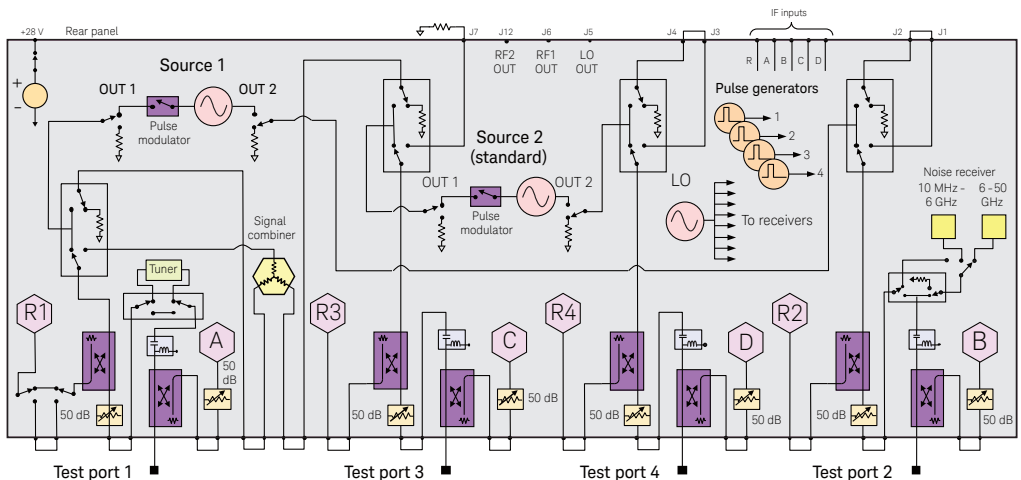 IF inputs
+28 V
Rear panel
J7
J12
J6
J5
J4
J3
J2
J1
RF2
OUT
RF1
OUT
LO
OUT
R
A
B
C
D
+
–
Source 1
OUT 1
OUT 2
Pulse
modulator
Pulse generators
1
2
3
4
Source 2
(standard)
OUT 1
OUT 2
Pulse
modulator
LO
To receivers
Noise receiver
10 MHz -
6 GHz
6 -50
GHz
Signal
combiner
Tuner
R1
A
R3
C
R4
D
R2
B
50
dB
50 dB
50 dB
50 dB
50 dB
50 dB
50 dB
50 dB
Test port 1
Test port 3
Test port 4
Test port 2